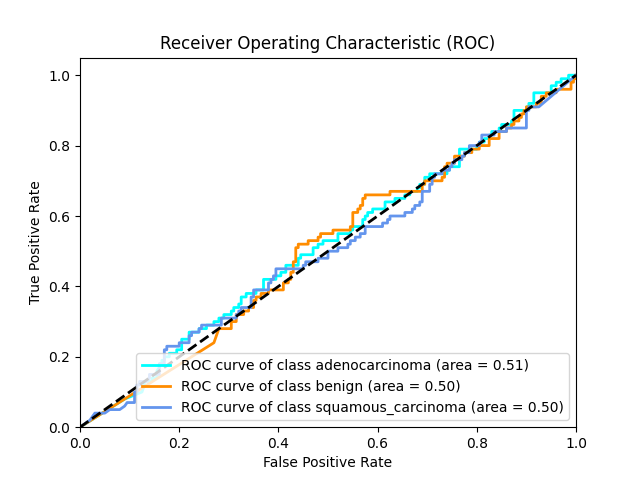 Receiver Operating Characteristic (ROC)
1.0
0.8
0.6
0.4
0.2
0.0
True Positive Rate
ROC curve of class adenocarcinoma (area = 0.51)
ROC curve of class benign (area = 0.50)
ROC curve of class squamous_carcinoma (area = 0.50)
0.0 0.2 0.4 0.6 0.8 1.0
False Positive Rate